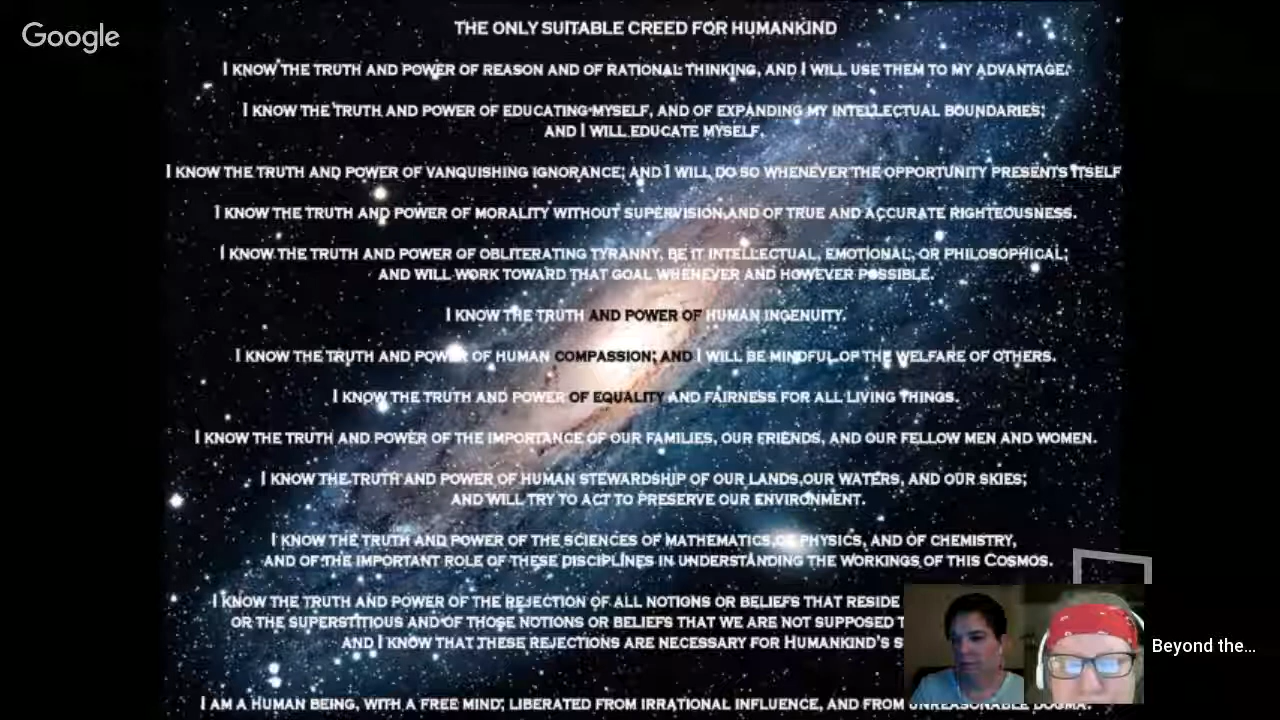 Google
THE ONLY SUITABLE CREED FOR HUMANKIND
I KNOW THE TRUTH AND POWER OF REASON AND OF RATIONAL THINKING, AND I WILL USE THEM TO MY ADVANTAGE.
I KNOW THE TRUTH AND POWER OF EDUCATING MYSELF, AND OF EXPANDING MY INTELLECTUAL BOUNDARIES;
AND I WILL EDUCATE MYSELF.
I KNOW THE TRUTH AND POWER OF VANQUISHING IGNORANCE; AND I WILL DO SO WHENEVER THE OPPORTUNITY PRESENTS ITSELF
I KNOW THE TRUTH AND POWER OF MORALITY WITHOUT SUPERVISION,AND OF TRUE AND ACCURATE RIGHTEOUSNESS.
I KNOW THE TRUTH AND POWER OF OBLITERATING TYRANNY, BE IT INTELLECTUAL, EMOTIONAL, OR PHILOSOPHICAL;
AND WILL WORK TOWARD THAT GOAL WHENEVER AND HOWEVER POSSIBLE.
I KNOW THE TRUTH AND POWER OF HUMAN INGENUITY.
I KNOW THE TRUTH AND POWER OF HUMAN COMPASSION; AND I WILL BE MINDFUL OF THE WELFARE OF OTHERS.
I KNOW THE TRUTH AND POWER OF EQUALITY AND FAIRNESS FOR ALL LIVING THINGS.
I KNOW THE TRUTH AND POWER OF THE IMPORTANCE OF OUR FAMILIES, OUR FRIENDS, AND OUR FELLOW MEN AND WOMEN.
I KNOW THE TRUTH AND POWER OF HUMAN STEWARDSHIP OF OUR LANDS,OUR WATERS, AND OUR SKIES;
AND WILL TRY TO ACT TO PRESERVE OUR ENVIRONMENT.
I KNOW THE TRUTH AND POWER OF THE SCIENCES OF MATHEMATICS,OF PHYSICS, AND OF CHEMISTRY,
AND OF THE IMPORTANT ROLE OF THESE DISCIPLINES IN UNDERSTANDING THE WORKINGS OF THIS COSMOS.
I KNOW THE TRUTH AND POWER OF THE REJECTION OF ALL NOTIONS OR BELIEFS THAT RESIDE
OR THE SUPERSTITIOUS AND OF THOSE NOTIONS OR BELIEFS THAT WE ARE NOT SUPPOSED
AND I KNOW THAT THESE REJECTIONS ARE NECESSARY FOR HUMANKIND'S
Beyond the...
I AM A HUMAN BEING, WITH A FREE MIND, LIBERATED FROM IRRATIONAL INFLUENCE, AND FROM UNREASONABLE DOGMA.